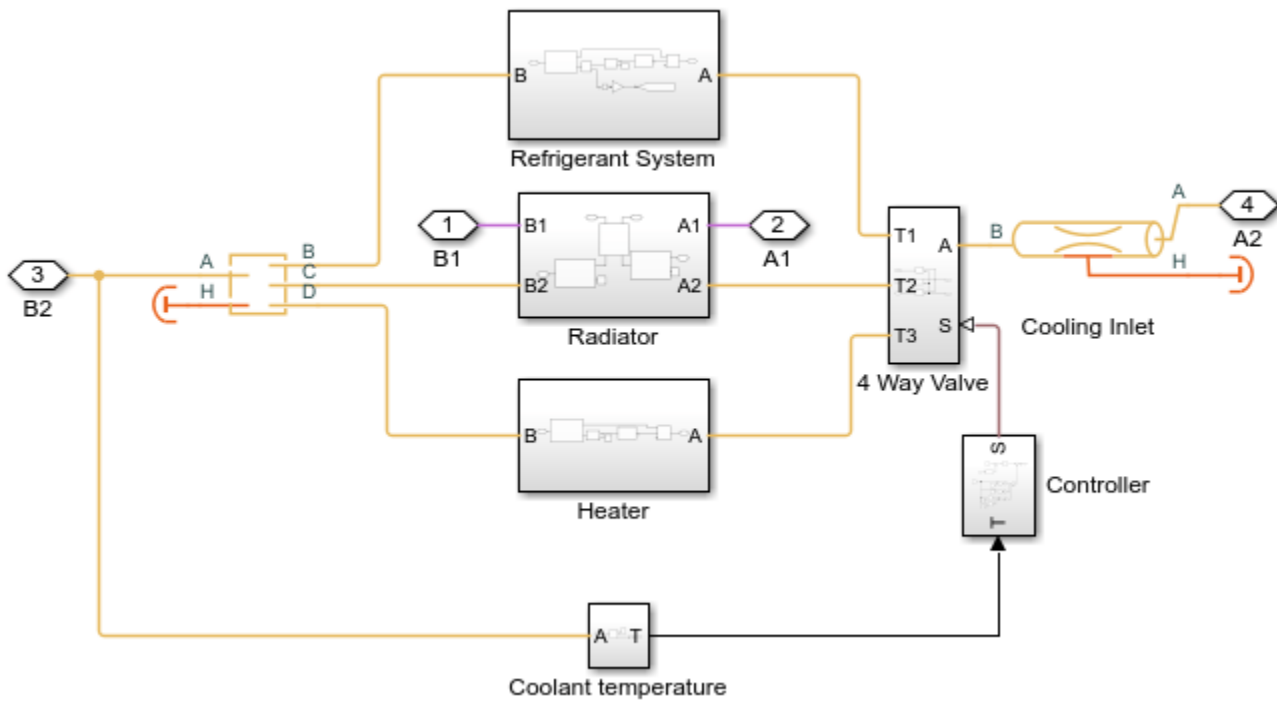 B
A
Refrigerant System
1
B1
B1
A1
2
A1
B2
A2
Radiator
3
B2
A
H
B
C
D
T1
T2
T3
A
S
4 Way Valve
B
A
H
4
A2
Cooling Inlet
B
A
Heater
S
T
Controller
A
T
Coolant temperature